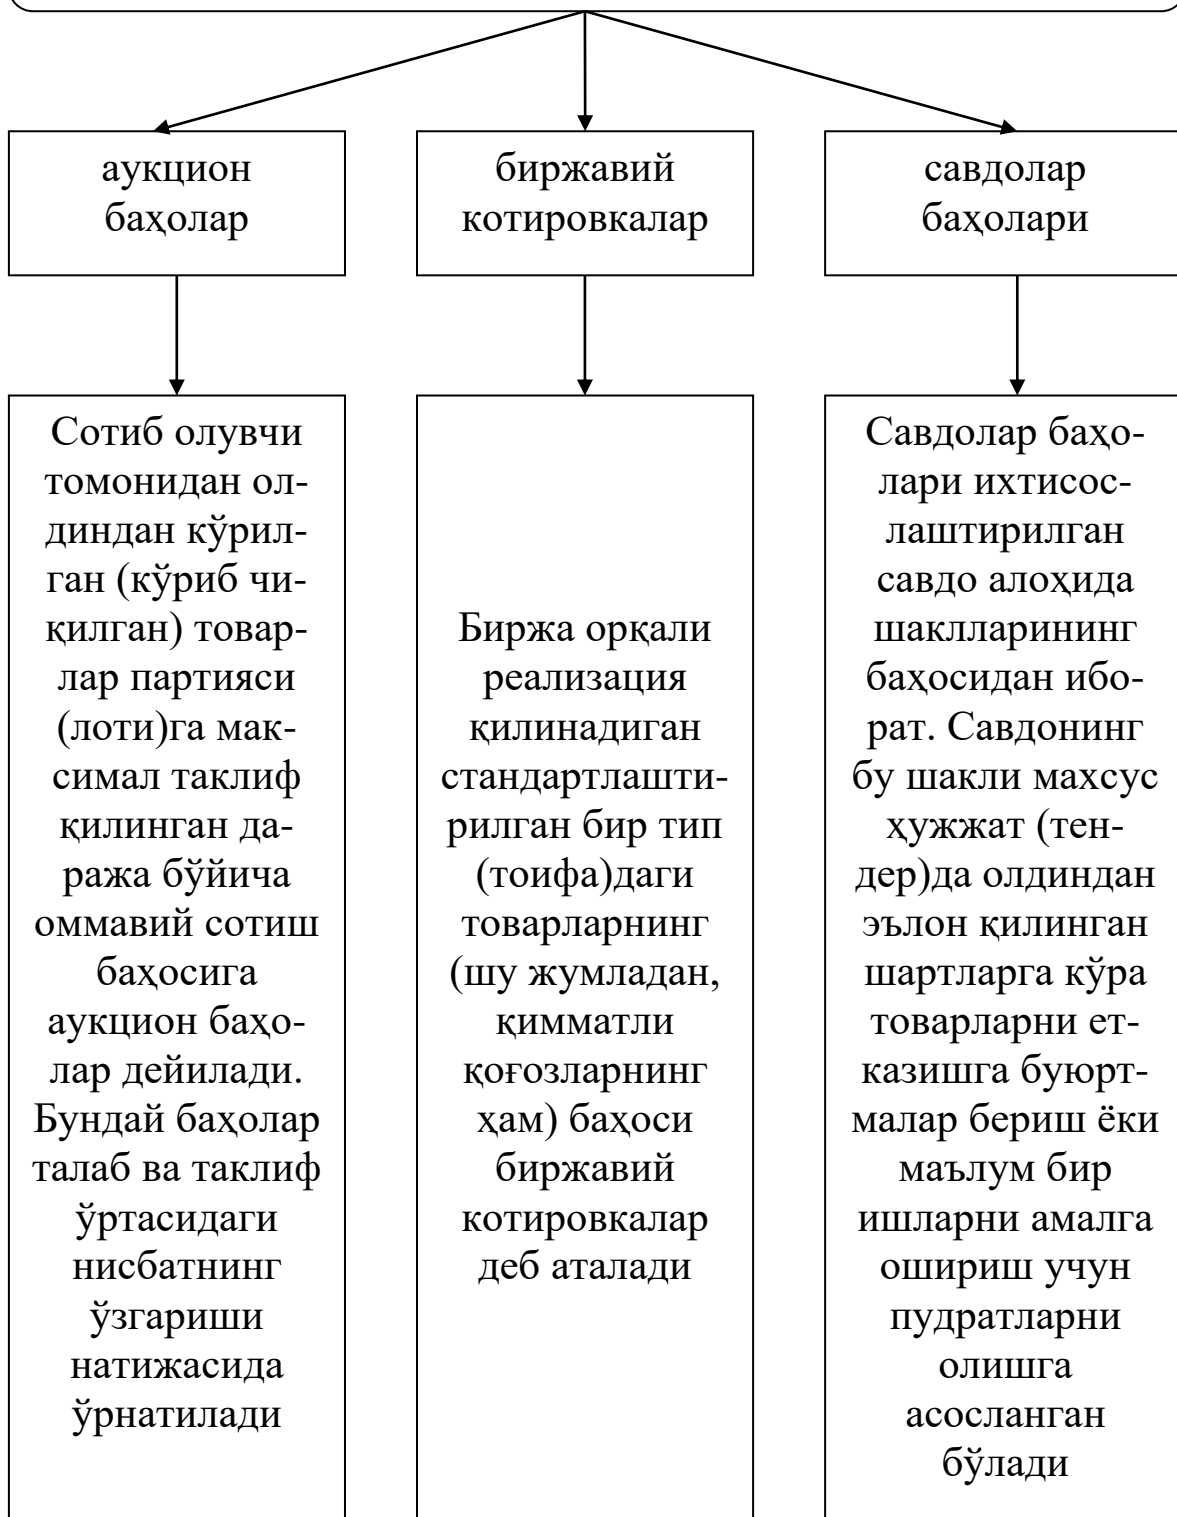 аукцион
баҳолар
биржавий
котировкалар
савдолар
баҳолари
Сотиб олувчи
томонидан ол-
диндан кўрил-
ган (кўриб чи-
қилган) товар-
лар партияси
(лоти)га мак-
симал таклиф
қилинган да-
ража бўйича
оммавий сотиш
баҳосига
аукцион баҳо-
лар дейилади.
Бундай баҳолар
талаб ва таклиф
ўртасидаги
нисбатнинг
ўзгариши
натижасида
ўрнатилади
Биржа орқали
реализация
қилинадиган
стандартлашти-
рилган бир тип
(тоифа)даги
товарларнинг
(шу жумладан,
қимматли
қоғозларнинг
ҳам) баҳоси
биржавий
котировкалар
деб аталади
Савдолар баҳо-
лари ихтисос-
лаштирилган
савдо алоҳида
шаклларининг
баҳосидан ибо-
рат. Савдонинг
бу шакли махсус
ҳужжат (тен-
дер)да олдиндан
эълон қилинган
шартларга кўра
товарларни ет-
казишга буюрт-
малар бериш ёки
маълум бир
ишларни амалга
ошириш учун
пудратларни
олишга
асосланган
бўлади